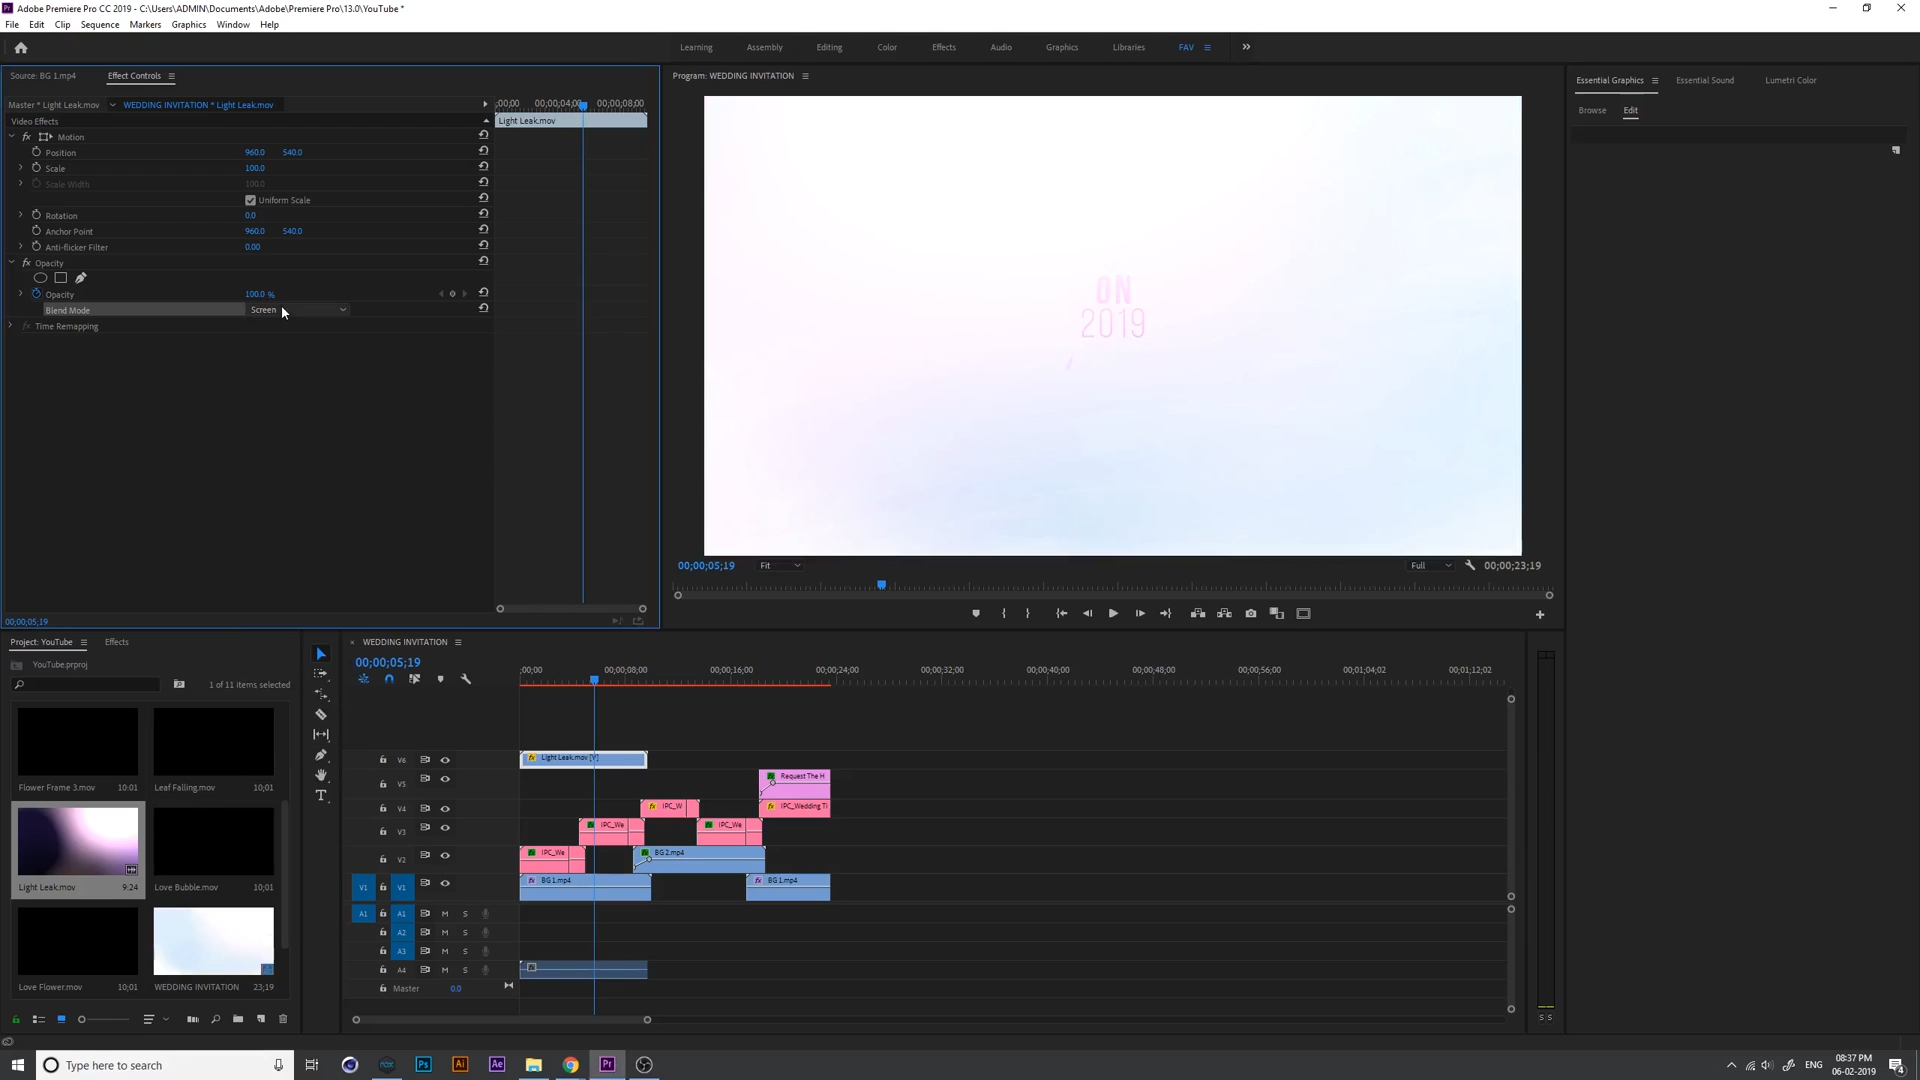 Adobe Premiere Pro CC 2019 - C:\Users\ADMIN\Documents\Adobe\Premiere Pro\13.0\YouTube *
File Edit Clip Sequence Markers Graphics Window Help
Learning Assembly Editing Color Effects Audio Graphics Libraries FAV
Source: BG 1.mp4 Effect Controls
Program: WEDDING INVITATION
Essential Graphics Essential Sound Lumetri Color
Browse Edit
Master * Light Leak.mov WEDDING INVITATION * Light Leak.mov
;00;00 00;00;04;00 00;00;08;00
Video Effects
Light Leak.mov
fx Motion
Position 960.0 540.0
Scale 100.0
Scale Width 100.0
Uniform Scale
Rotation 0.0
Anchor Point 960.0 540.0
Anti-flicker Filter 0.00
fx Opacity
Opacity 100.0 %
Blend Mode Screen
fx Time Remapping
ON
2019
00;00;05;19 Fit Full 00;00;23;19
00;00;05;19
Project: YouTube Effects
YouTube.prproj
1 of 11 items selected
Flower Frame 3.mov 10;01
Leaf Falling.mov 10;01
Light Leak.mov 9;24
Love Bubble.mov 10;01
Love Flower.mov 10;01
WEDDING INVITATION 23;19
WEDDING INVITATION
00;00;05;19
;00;00 00;00;08;00 00;00;16;00 00;00;24;00 00;00;32;00 00;00;40;00 00;00;48;00 00;00;56;00 00;01;04;02 00;01;12;02
V6 fx Light Leak.mov [V]
V5 fx Request The H
V4 fx IPC_W fx IPC_Wedding Ti
V3 fx IPC_We fx IPC_We
V2 fx IPC_We fx BG 2.mp4
V1 V1 fx BG 1.mp4 fx BG 1.mp4
A1 A1 M S
A2 M S
A3 M S
A4 M S
Master 0.0
S S
Type here to search
nox Ps Ai Ae Pr
ENG
08:37 PM
06-02-2019
4